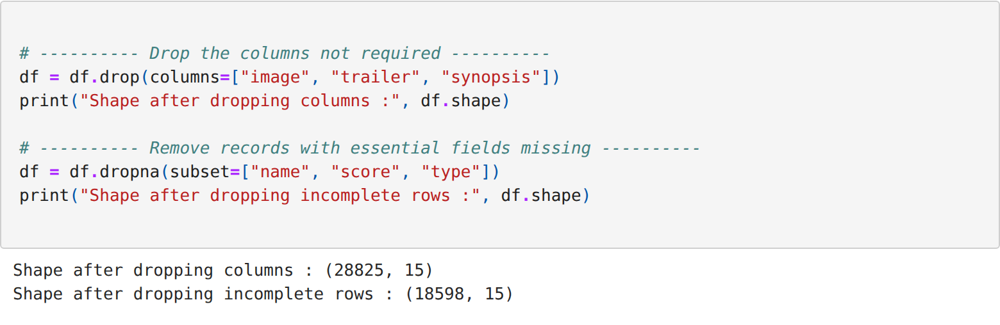 # ---------- Drop the columns not required ----------
df = df.drop(columns=["image", "trailer", "synopsis"])
print("Shape after dropping columns :", df.shape)
# ---------- Remove records with essential fields missing ----------
df = df.dropna(subset=["name", "score", "type"])
print("Shape after dropping incomplete rows :", df.shape)
Shape after dropping columns : (28825, 15)
Shape after dropping incomplete rows : (18598, 15)